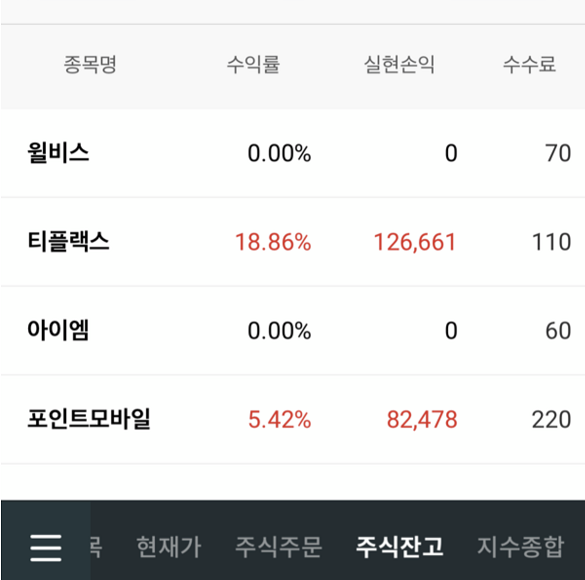 종목명 수익률 실현손익 수수료
윌비스 0.00% 0 70
티플랙스 18.86% 126,661 110
아이엠 0.00% 0 60
포인트모바일 5.42% 82,478 220
현재가 주식주문 주식잔고 지수종합